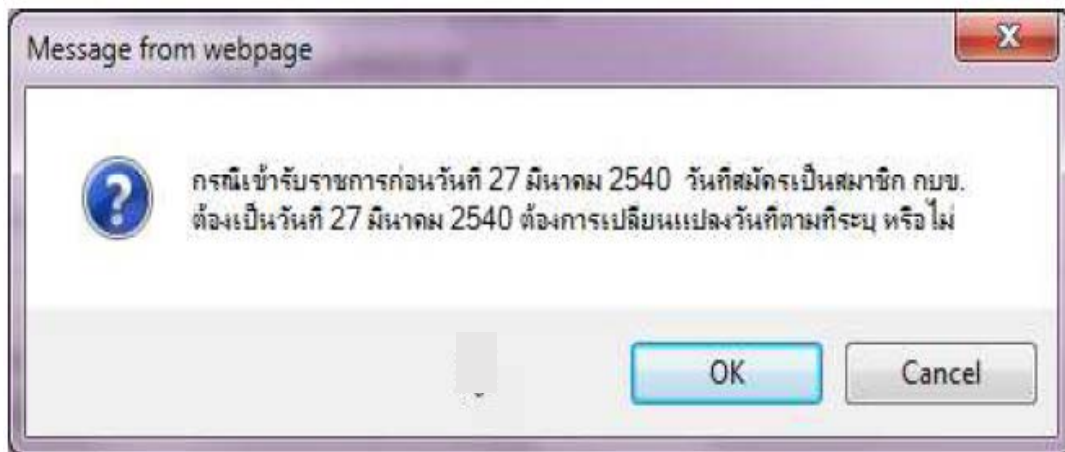 Message from webpage
กรณีเข้ารับราชการก่อนวันที่ 27 มีนาคม 2540 วันที่สมัครเป็นสมาชิก กบข.
ต้องเป็นวันที่ 27 มีนาคม 2540 ต้องการเปลี่ยนแปลงวันที่ตามที่ระบุ หรือไม่
OK
Cancel